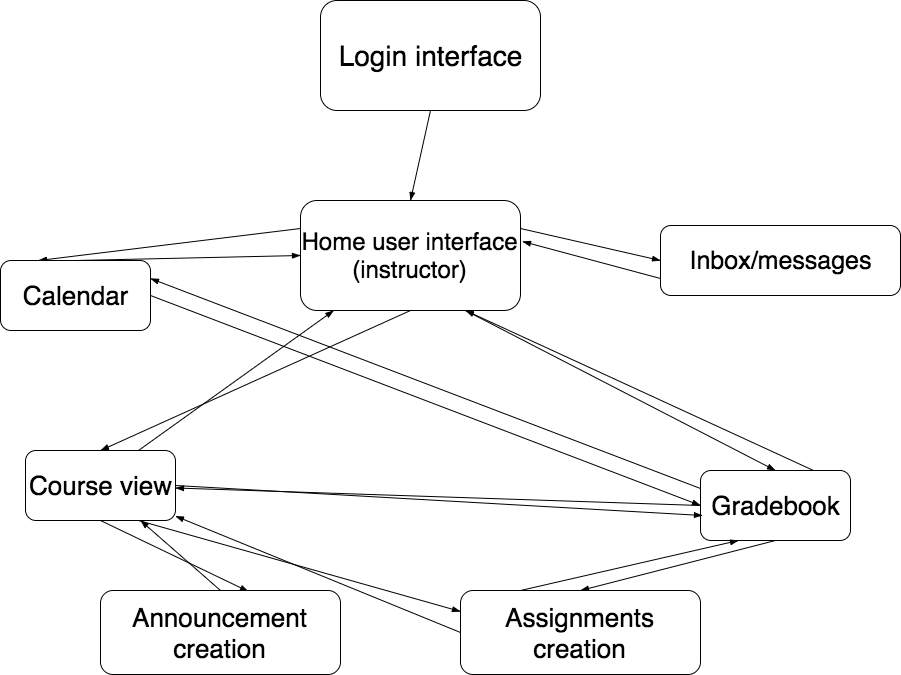 Login interface
Home user interface
(instructor)
Inbox/messages
Calendar
Course view
Gradebook
Announcement
creation
Assignments
creation